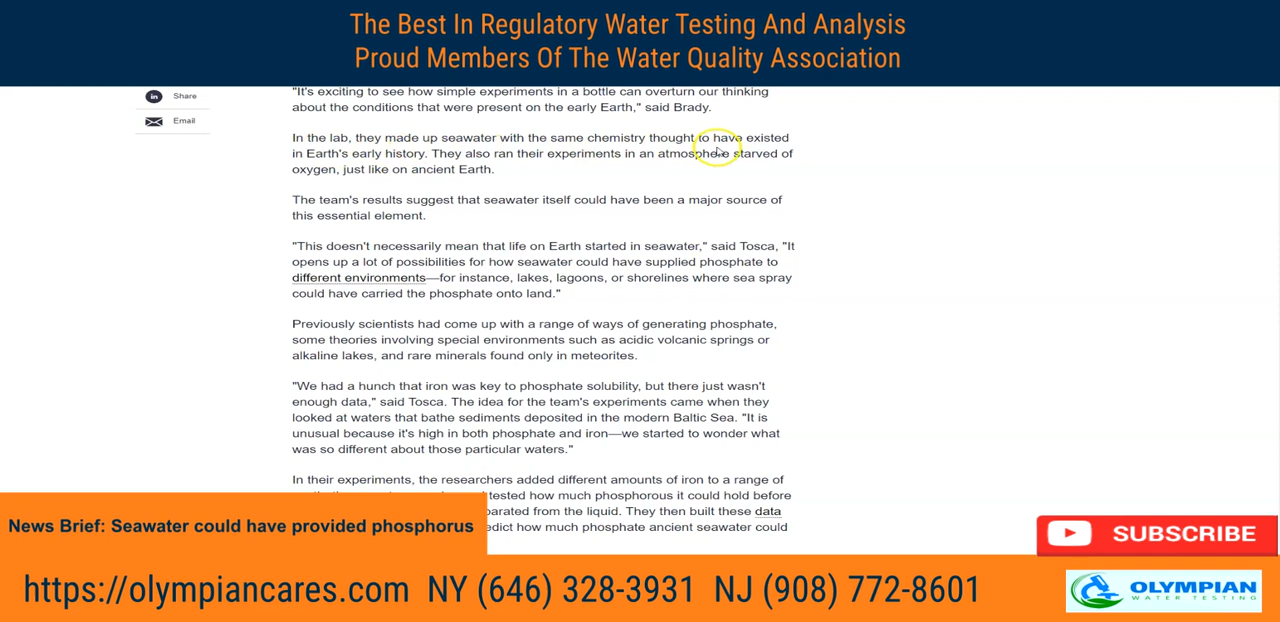 The Best In Regulatory Water Testing And Analysis
Proud Members Of The Water Quality Association
in Share
Email
"It's exciting to see how simple experiments in a bottle can overturn our thinking
about the conditions that were present on the early Earth," said Brady.
In the lab, they made up seawater with the same chemistry thought to have existed
in Earth's early history. They also ran their experiments in an atmosphere starved of
oxygen, just like on ancient Earth.
The team's results suggest that seawater itself could have been a major source of
this essential element.
"This doesn't necessarily mean that life on Earth started in seawater," said Tosca, "It
opens up a lot of possibilities for how seawater could have supplied phosphate to
different environments—for instance, lakes, lagoons, or shorelines where sea spray
could have carried the phosphate onto land."
Previously scientists had come up with a range of ways of generating phosphate,
some theories involving special environments such as acidic volcanic springs or
alkaline lakes, and rare minerals found only in meteorites.
"We had a hunch that iron was key to phosphate solubility, but there just wasn't
enough data," said Tosca. The idea for the team's experiments came when they
looked at waters that bathe sediments deposited in the modern Baltic Sea. "It is
unusual because it's high in both phosphate and iron—we started to wonder what
was so different about those particular waters."
In their experiments, the researchers added different amounts of iron to a range of
tested how much phosphorous it could hold before
from the liquid. They then built these data
how much phosphate ancient seawater could
News Brief: Seawater could have provided phosphorus
SUBSCRIBE
https://olympiancares.com NY (646) 328-3931 NJ (908) 772-8601
OLYMPIAN
WATER TESTING